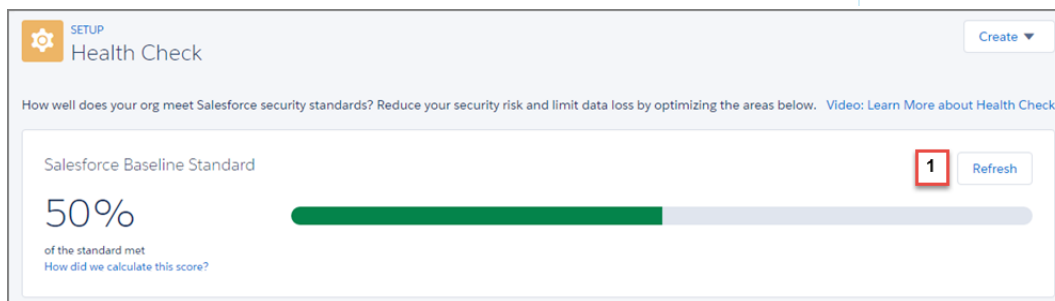 SETUP
Health Check
Create
How well does your org meet Salesforce security standards? Reduce your security risk and limit data loss by optimizing the areas below. Video: Learn More about Health Check
Salesforce Baseline Standard
1
Refresh
50%
of the standard met
How did we calculate this score?